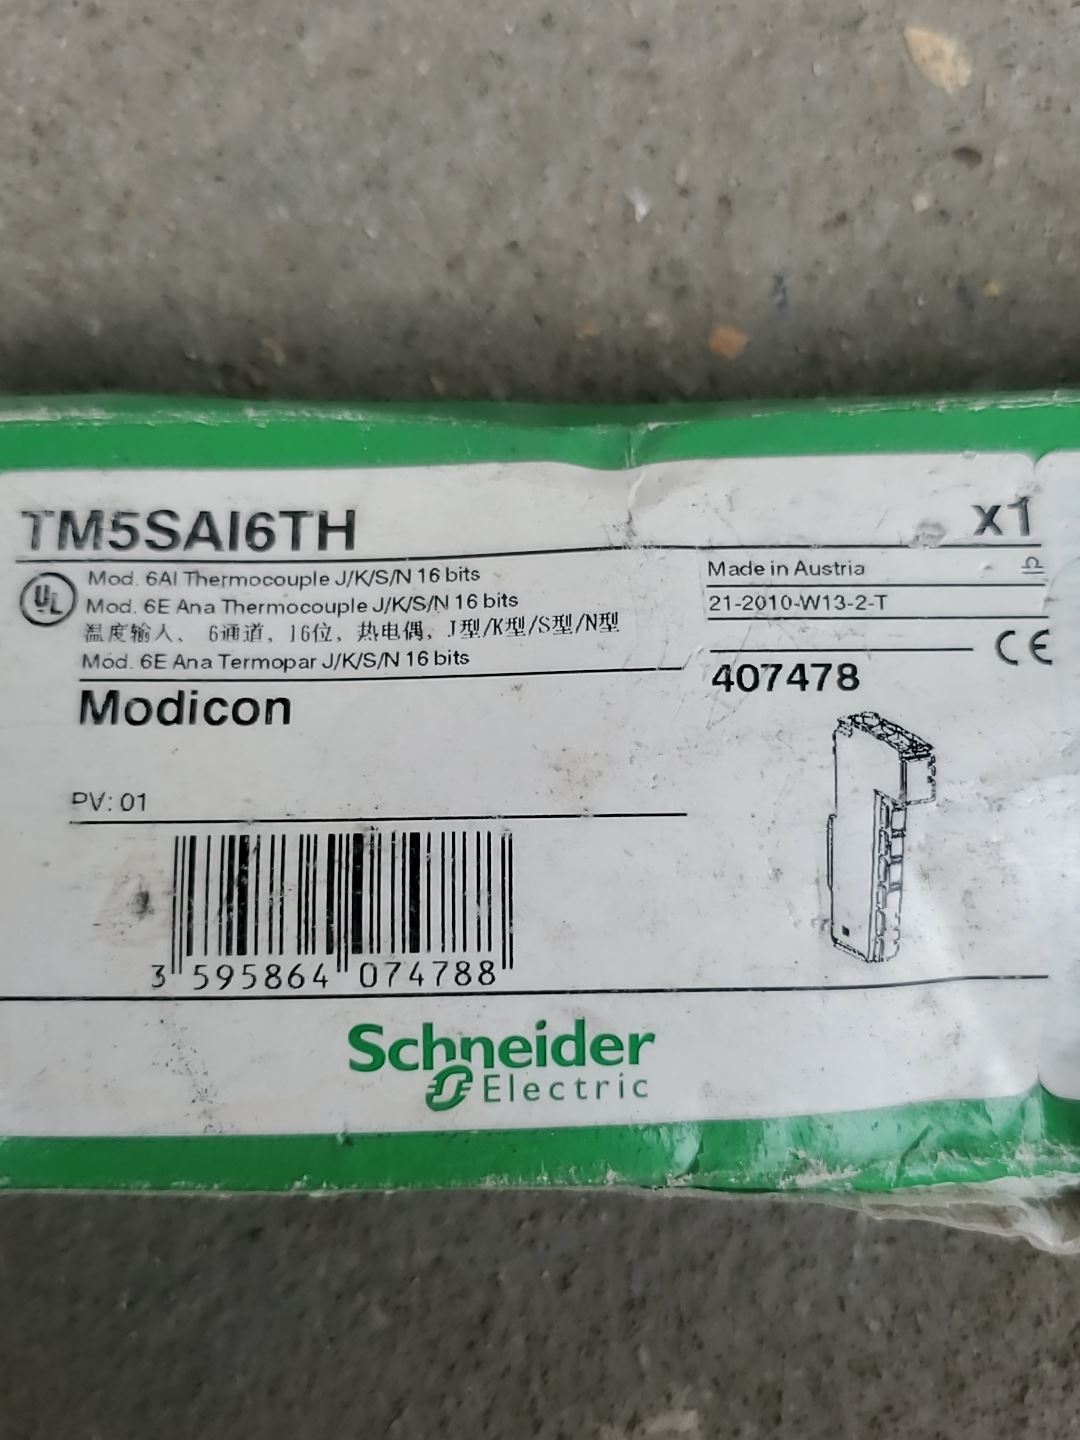 TM5SAI6TH
x1
UL
Mod. 6AI Thermocouple J/K/S/N 16 bits
Mod. 6E Ana Thermocouple J/K/S/N 16 bits
温度输入、6通道, 16位, 热电偶, J型/K型/S型/N型
Mod. 6E Ana Termopar J/K/S/N 16 bits
Made in Austria
21-2010-W13-2-T
CE
407478
Modicon
PV: 01
3 595864 074788
Schneider
Electric